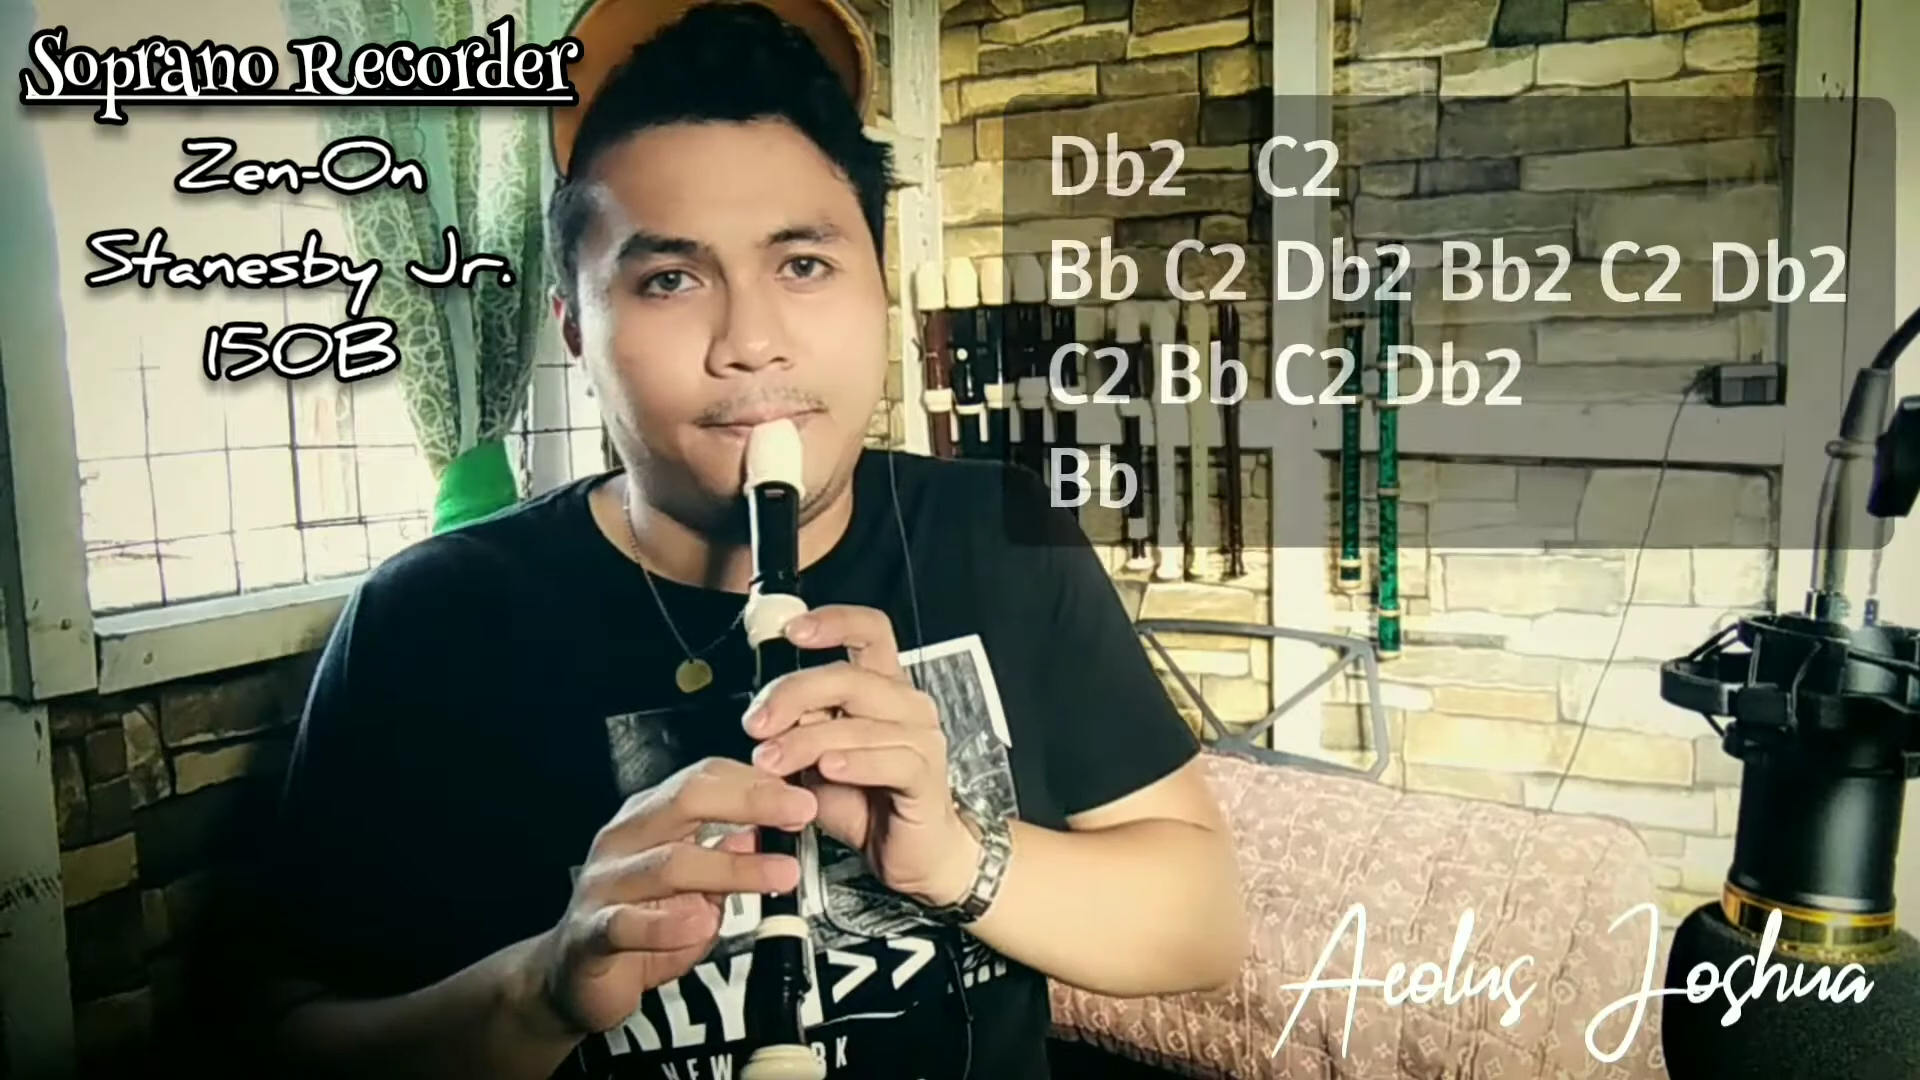 Soprano Recorder
Zen-On
Stanesby Jr.
150B
Db2 C2
Bb C2 Db2 Bb2 C2 Db2
C2 Bb C2 Db2
Bb
Aeolus Joshua